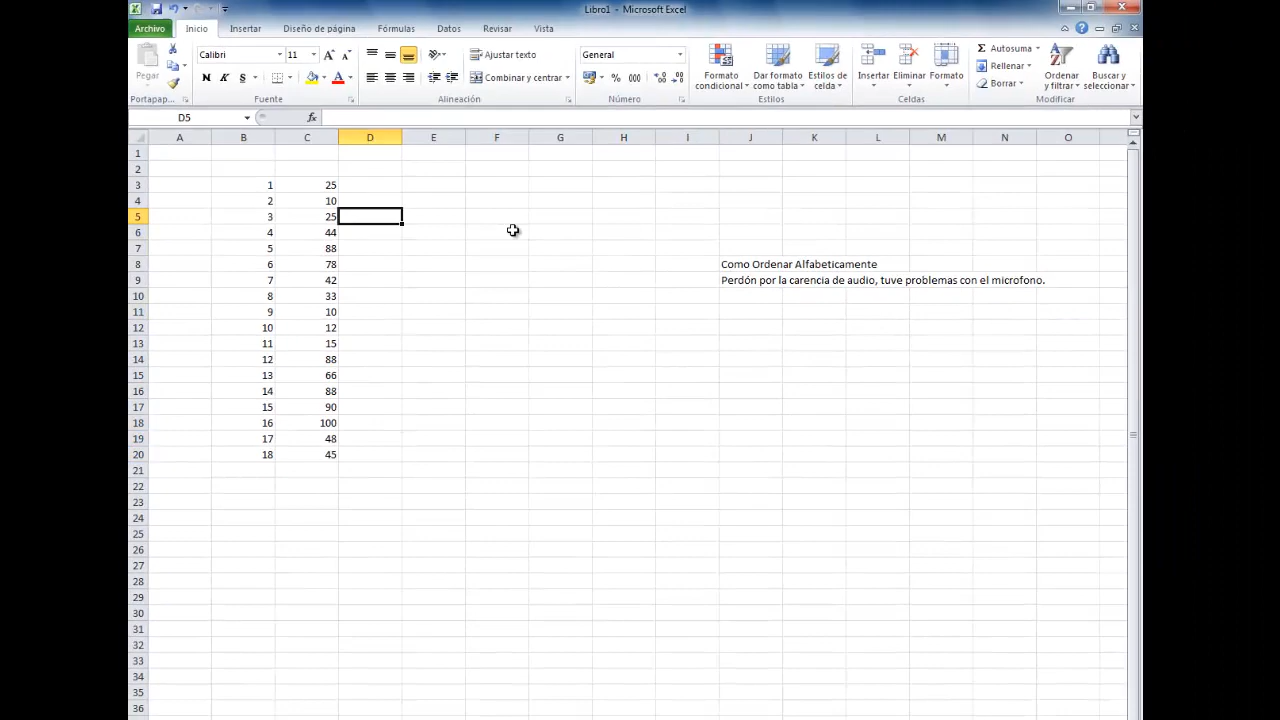 Libro1 - Microsoft Excel
Archivo Inicio Insertar Diseño de página Fórmulas Datos Revisar Vista
Pegar
Calibri 11
Ajustar texto
General
Formato condicional
Dar formato como tabla
Estilos de celda
Insertar Eliminar Formato
Σ Autosuma
Rellenar
Borrar
Ordenar y filtrar
Buscar y seleccionar
N K S A A A
Combinar y centrar
% 000
Portapap... Fuente Alineación Número Estilos Celdas Modificar
D5 fx
A B C D E F G H I J K L M N O
1
2
3 1 25
4 2 10
5 3 25
6 4 44
7 5 88
8 6 78 Como Ordenar Alfabeticamente
9 7 42 Perdón por la carencia de audio, tuve problemas con el microfono.
10 8 33
11 9 10
12 10 12
13 11 15
14 12 88
15 13 66
16 14 88
17 15 90
18 16 100
19 17 48
20 18 45
21
22
23
24
25
26
27
28
29
30
31
32
33
34
35
36